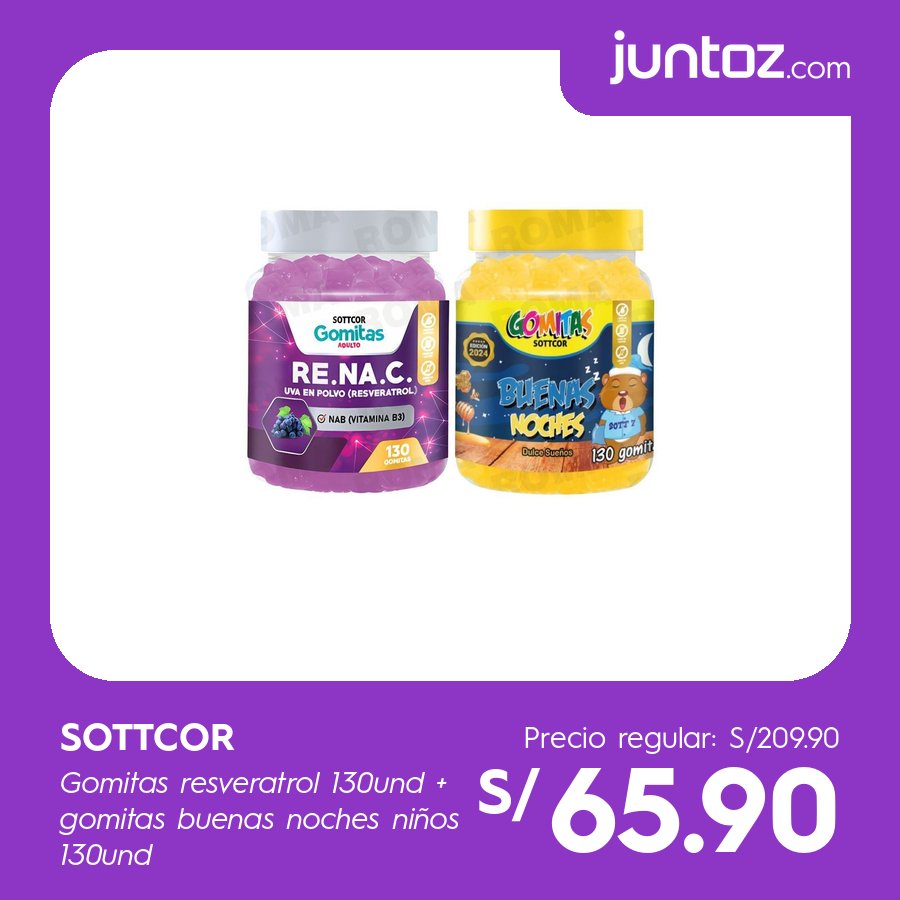 juntoz.com
ROMA
SOTTCOR
Gomitas
ADULTO
RE.NA.C.
UVA EN POLVO (RESVERATROL)
NAB (VITAMINA B3)
130
GOMITAS
GOMITAS
SOTTCOR
EDICIÓN
2024
z z z
BUENAS
NOCHES
Dulce Sueños
BOTT
130 gomit
SOTTCOR
Gomitas resveratrol 130und +
gomitas buenas noches niños
130und
Precio regular: S/209.90
S/65.90